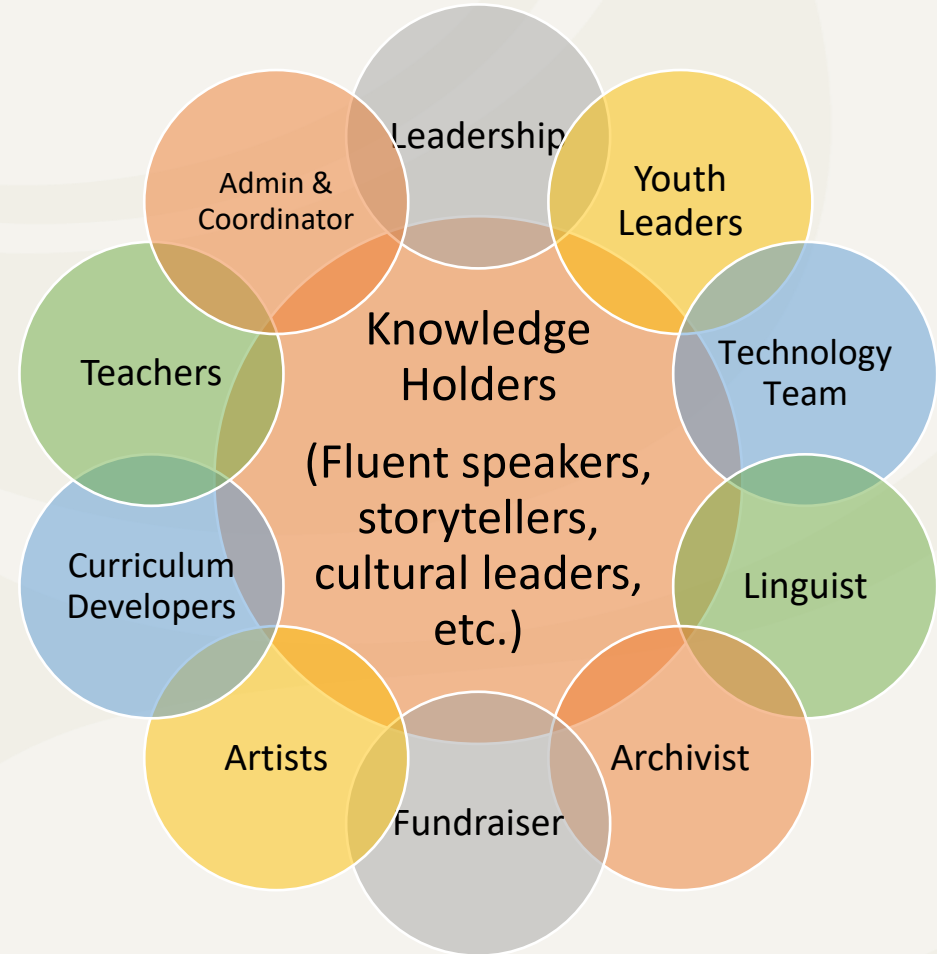 Leadership
Youth
Leaders
Technology
Team
Linguist
Archivist
Fundraiser
Artists
Curriculum
Developers
Teachers
Admin &
Coordinator
Knowledge
Holders
(Fluent speakers,
storytellers,
cultural leaders,
etc.)